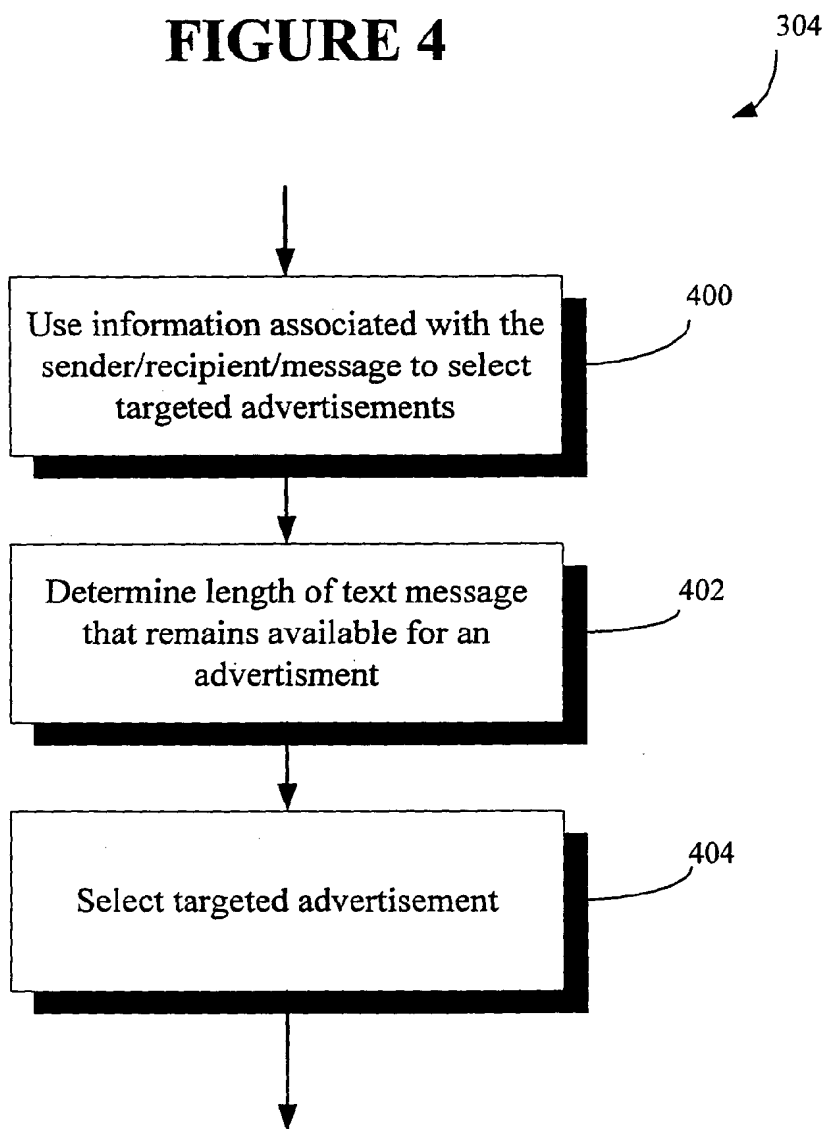 FIGURE 4
304
Use information associated with the
sender/recipient/message to select
targeted advertisements
400
Determine length of text message
that remains available for an
advertisment
402
Select targeted advertisement
404